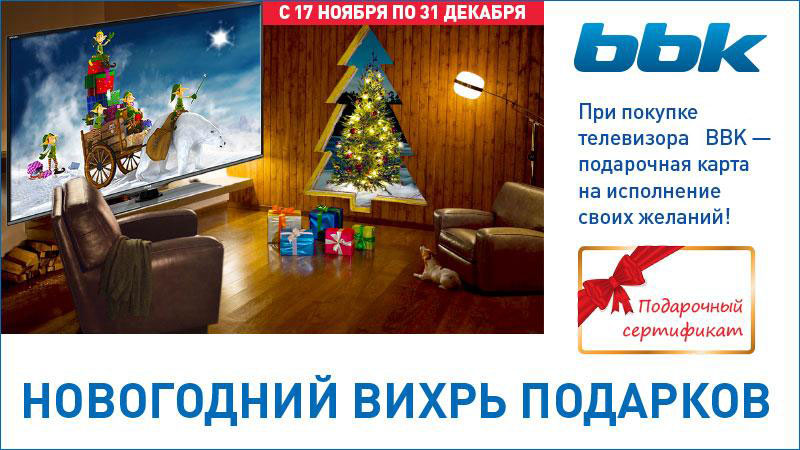 С 17 НОЯБРЯ ПО 31 ДЕКАБРЯ
bbk
При покупке
телевизора BBK —
подарочная карта
на исполнение
своих желаний!
Подарочный
сертификат
НОВОГОДНИЙ ВИХРЬ ПОДАРКОВ